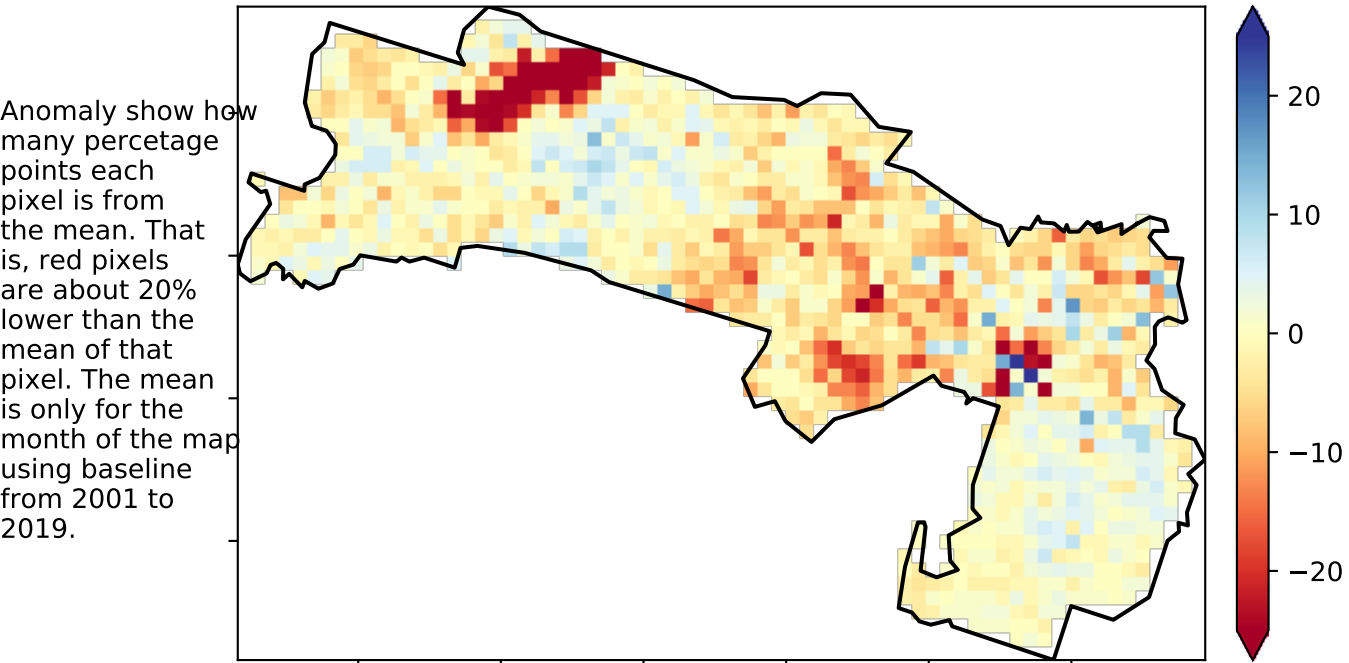 Anomaly show how
many percetage
points each
pixel is from
the mean. That
is, red pixels
are about 20%
lower than the
mean of that
pixel. The mean
is only for the
month of the map
using baseline
from 2001 to
2019.
20
10
0
−10
−20